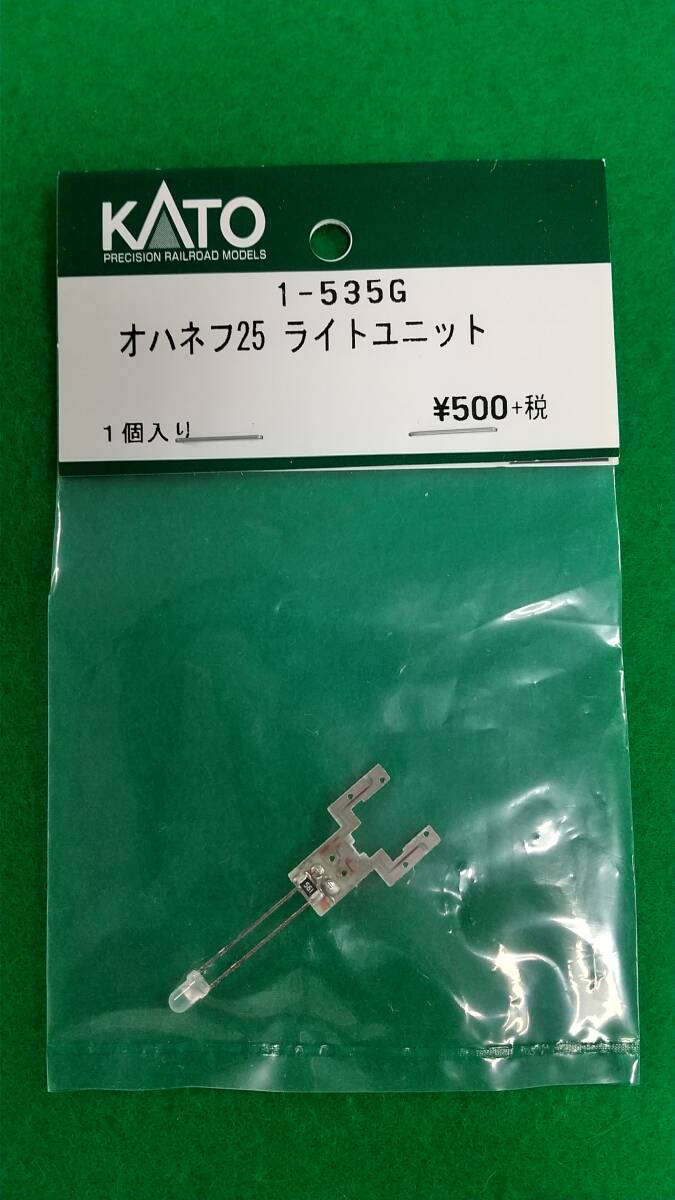 KATO
PRECISION RAILROAD MODELS
1-535G
オハネフ25 ライトユニット
¥500+税
1個入り